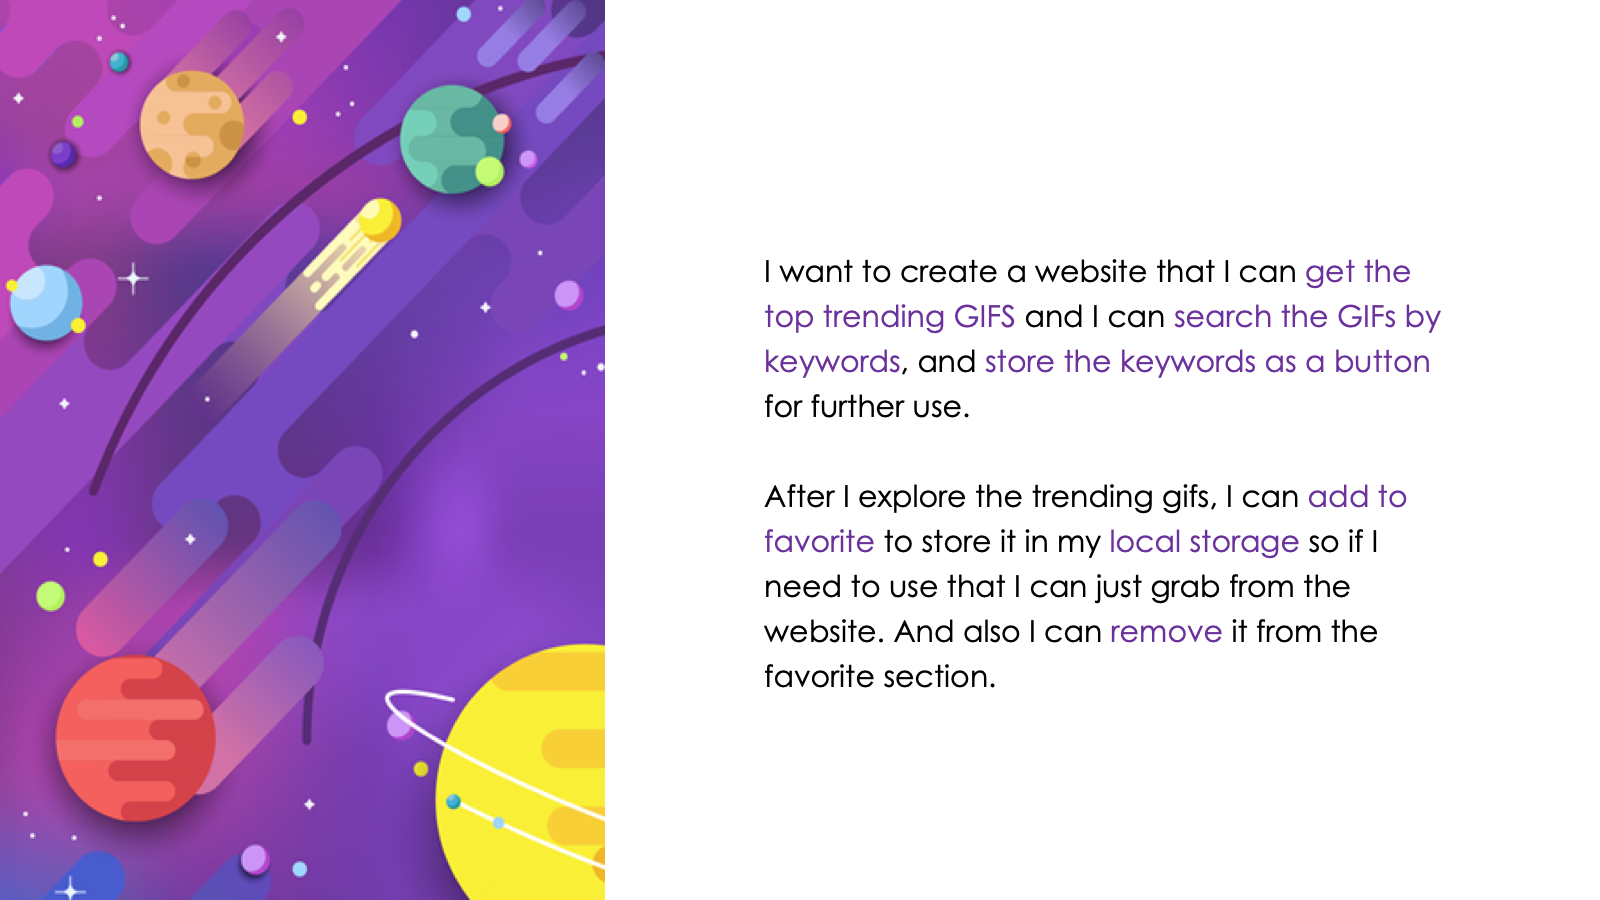 I want to create a website that I can get the
top trending GIFS and I can search the GIFs by
keywords, and store the keywords as a button
for further use.
After I explore the trending gifs, I can add to
favorite to store it in my local storage so if I
need to use that I can just grab from the
website. And also I can remove it from the
favorite section.